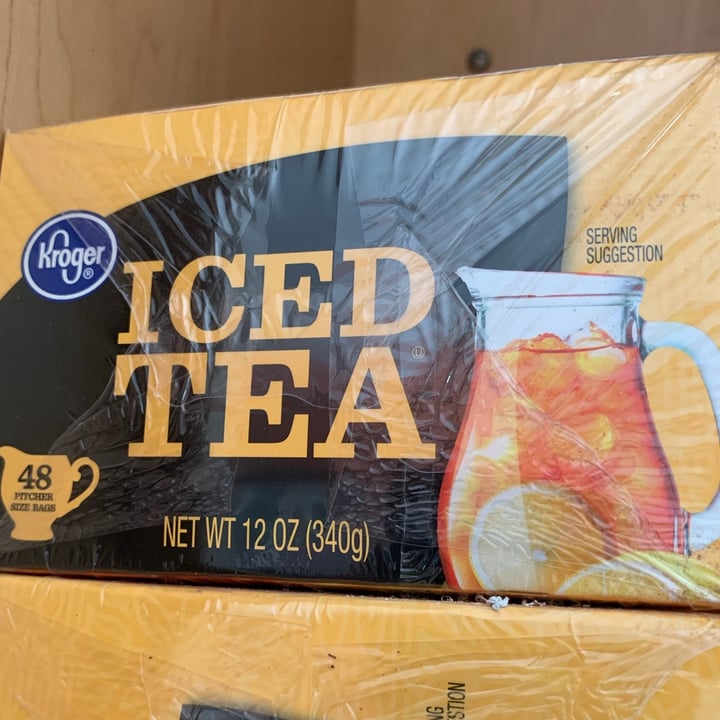 Kroger®
ICED
TEA
SERVING
SUGGESTION
48
PITCHER
SIZE BAGS
NET WT 12 OZ (340g)